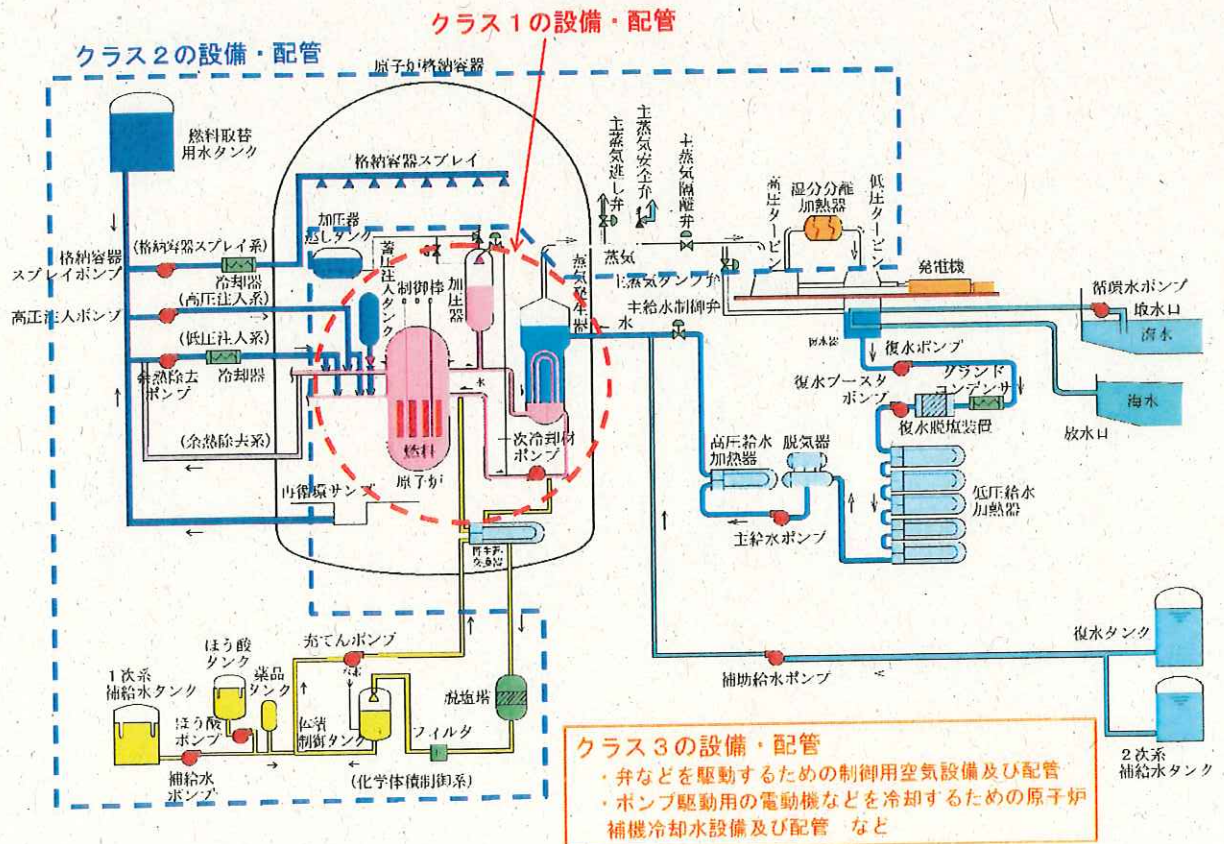 クラス1の設備・配管
クラス2の設備・配管
原子炉格納容器
燃料取替
用水タンク
格納容器スプレイ
主蒸気逃し弁
主蒸気安全弁
主蒸気隔離弁
高圧タービン
湿分分離
加熱器
低圧タービン
加圧器
逃しタンク
格納容器
スプレイポンプ
(格納容器スプレイ系)
冷却器
蓄圧注入タンク
制御棒
加圧器
蒸気発生器
蒸気
主蒸気ダンプ弁
発電機
循環水ポンプ
取水口
海水
(高圧注入系)
高圧注入ポンプ
主給水制御弁
水
(低圧注入系)
余熱除去
ポンプ
冷却器
水
復水器
復水ポンプ
復水ブースタ
ポンプ
グランド
コンデンサ
復水脱塩装置
海水
放水口
(余熱除去系)
燃料
原子炉
一次冷却材
ポンプ
高圧給水
加熱器
脱気器
低圧給水
加熱器
再循環サンプ
主給水ポンプ
再生熱
交換器
充てんポンプ
ほう酸
タンク
薬品
タンク
1次系
補給水タンク
脱塩塔
復水タンク
補助給水ポンプ
ほう酸
ポンプ
体積
制御タンク
フィルタ
補給水
ポンプ
(化学体積制御系)
2次系
補給水タンク
クラス3の設備・配管
・弁などを駆動するための制御用空気設備及び配管
・ポンプ駆動用の電動機などを冷却するための原子炉
補機冷却水設備及び配管 など